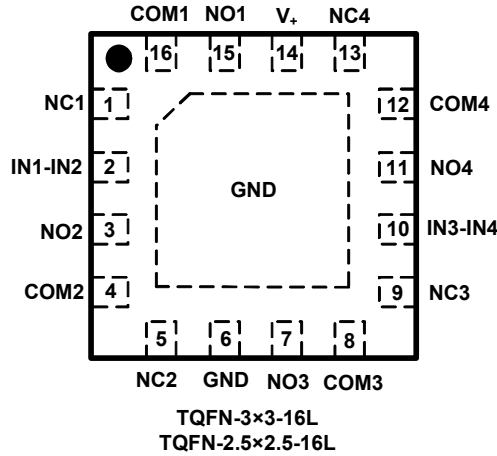 COM1 NO1 V+ NC4
16 15 14 13
NC1 1 12 COM4
IN1-IN2 2 11 NO4
GND
NO2 3 10 IN3-IN4
COM2 4 9 NC3
5 6 7 8
NC2 GND NO3 COM3
TQFN-3×3-16L
TQFN-2.5×2.5-16L